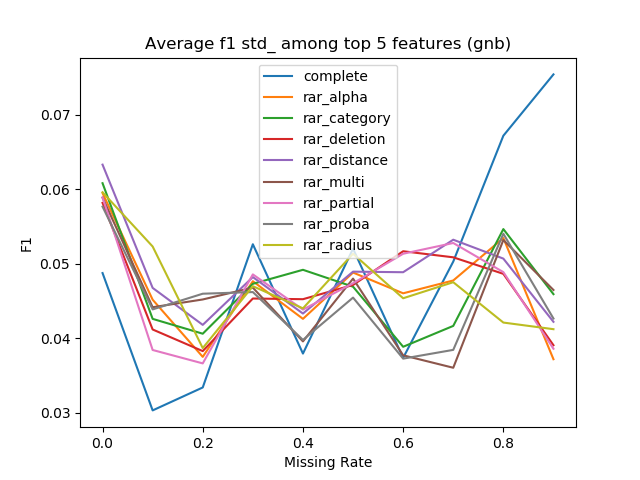 Average f1 std_ among top 5 features (gnb)
complete
rar_alpha
rar_category
rar_deletion
rar_distance
rar_multi
rar_partial
rar_proba
rar_radius
0.07
0.06
0.05
0.04
0.03
F1
0.0 0.2 0.4 0.6 0.8
Missing Rate